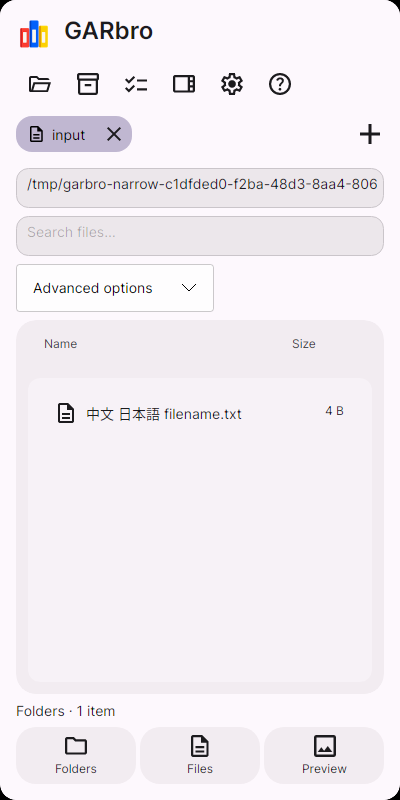 GARbro
input
/tmp/garbro-narrow-c1dfded0-f2ba-48d3-8aa4-806
Search files...
Advanced options
Name Size
中文 日本語 filename.txt 4 B
Folders · 1 item
Folders Files Preview